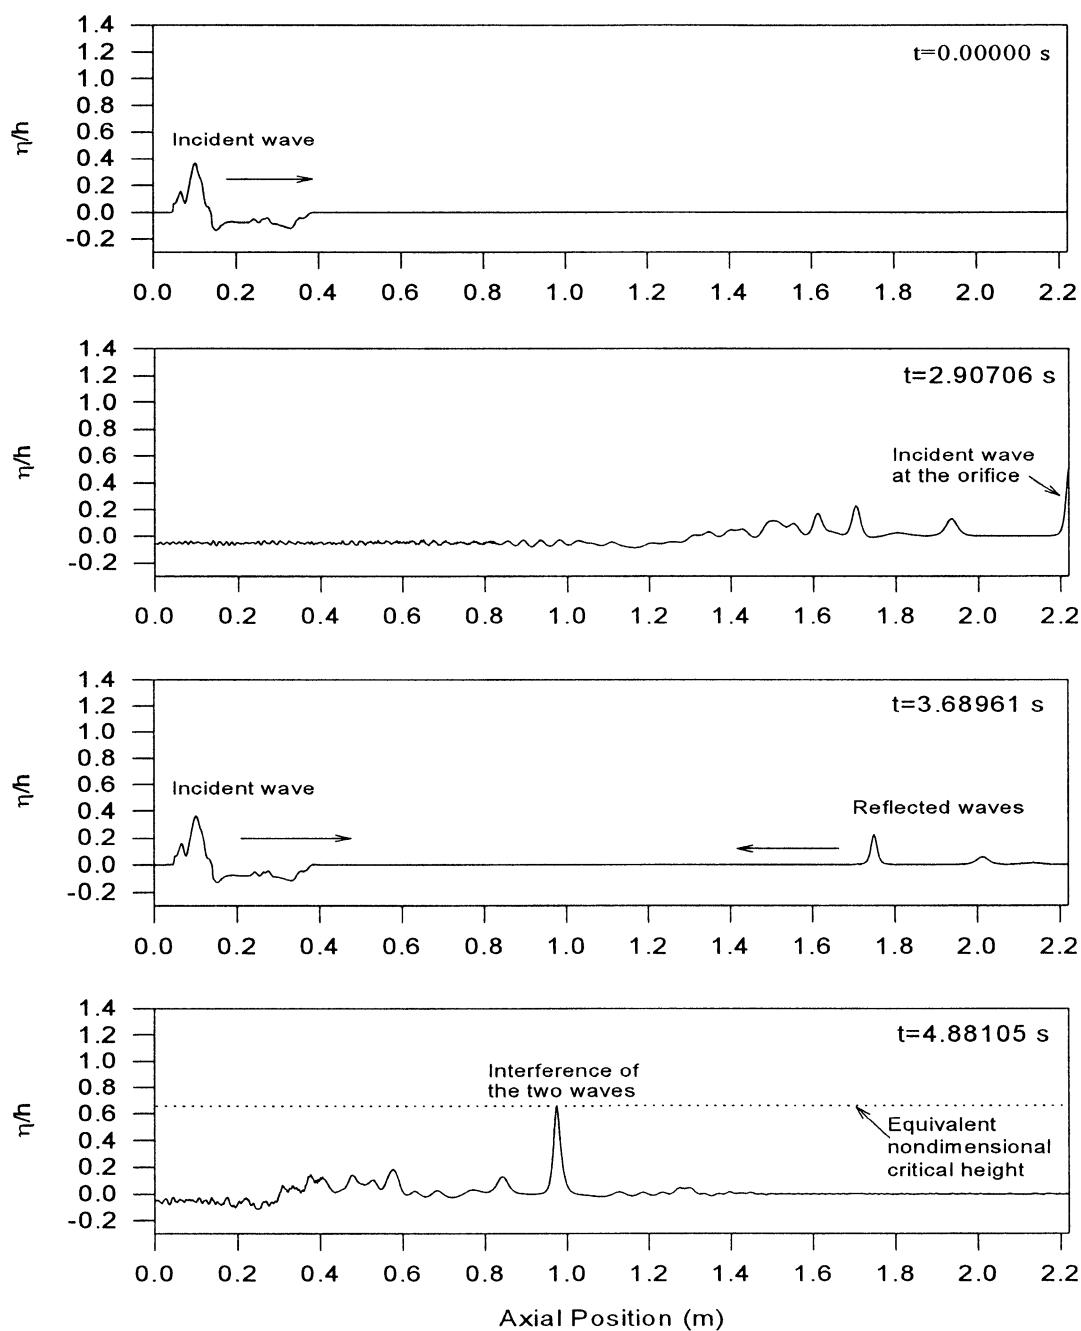 1.4
1.2
1.0
0.8
0.6
0.4
0.2
0.0
-0.2
η/h
t=0.00000 s
Incident wave
0.0 0.2 0.4 0.6 0.8 1.0 1.2 1.4 1.6 1.8 2.0 2.2
1.4
1.2
1.0
0.8
0.6
0.4
0.2
0.0
-0.2
η/h
t=2.90706 s
Incident wave
at the orifice
0.0 0.2 0.4 0.6 0.8 1.0 1.2 1.4 1.6 1.8 2.0 2.2
1.4
1.2
1.0
0.8
0.6
0.4
0.2
0.0
-0.2
η/h
t=3.68961 s
Incident wave
Reflected waves
0.0 0.2 0.4 0.6 0.8 1.0 1.2 1.4 1.6 1.8 2.0 2.2
1.4
1.2
1.0
0.8
0.6
0.4
0.2
0.0
-0.2
η/h
t=4.88105 s
Interference of
the two waves
Equivalent
nondimensional
critical height
0.0 0.2 0.4 0.6 0.8 1.0 1.2 1.4 1.6 1.8 2.0 2.2
Axial Position (m)